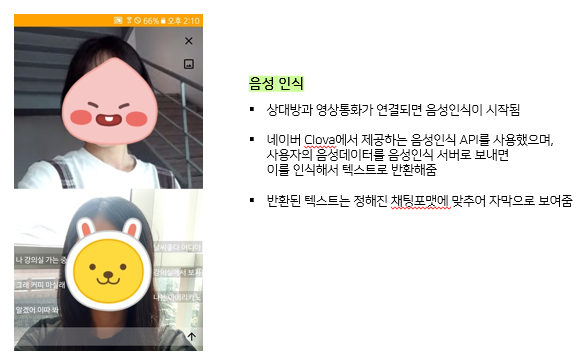 66% 오후 2:10
음성 인식
▪ 상대방과 영상통화가 연결되면 음성인식이 시작됨
▪ 네이버 Clova에서 제공하는 음성인식 API를 사용했으며,
사용자의 음성데이터를 음성인식 서버로 보내면
이를 인식해서 텍스트로 반환해줌
▪ 반환된 텍스트는 정해진 채팅포맷에 맞추어 자막으로 보여줌
날씨좋다 어디야
나 강의실 가는 중
강의실에서 보자
그래 커피 마실래
나는 아메리카노
알겠어 이따 봐